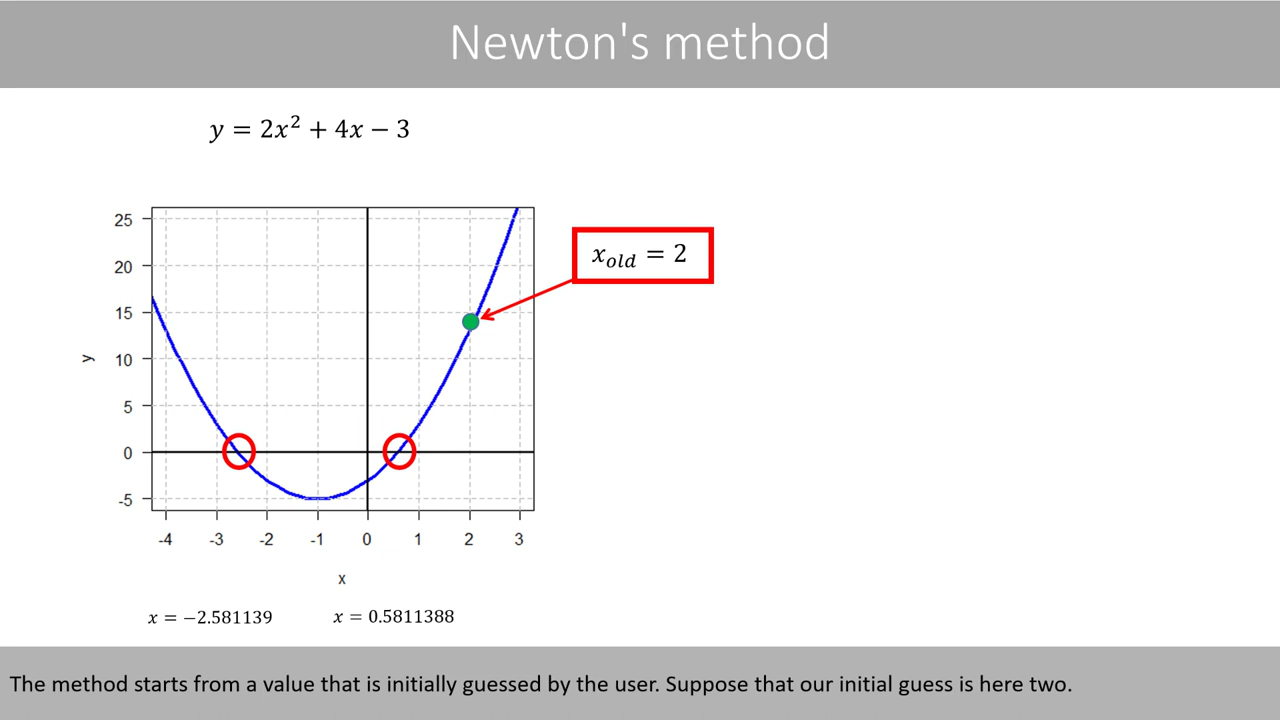 Newton's method
y = 2x² + 4x − 3
x_old = 2
25
20
15
10
5
0
-5
y
-4 -3 -2 -1 0 1 2 3
x
x = −2.581139 x = 0.5811388
The method starts from a value that is initially guessed by the user. Suppose that our initial guess is here two.